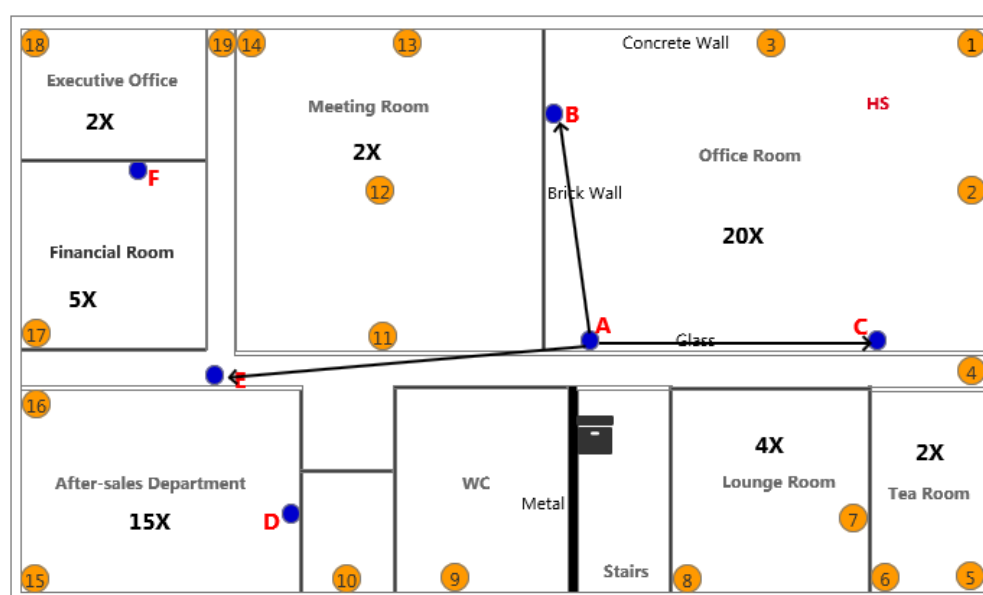 18
19
14
13
Concrete Wall
3
1
Executive Office
2X
Meeting Room
2X
B
HS
Office Room
F
12
Brick Wall
2
20X
Financial Room
5X
17
11
A
Glass
C
E
4
16
After-sales Department
15X
D
WC
Metal
4X
Lounge Room
2X
Tea Room
7
15
10
9
Stairs
8
6
5